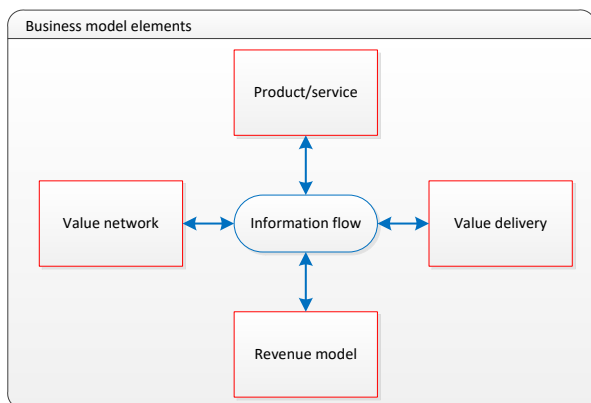 Business model elements
Product/service
Value network
Information flow
Value delivery
Revenue model